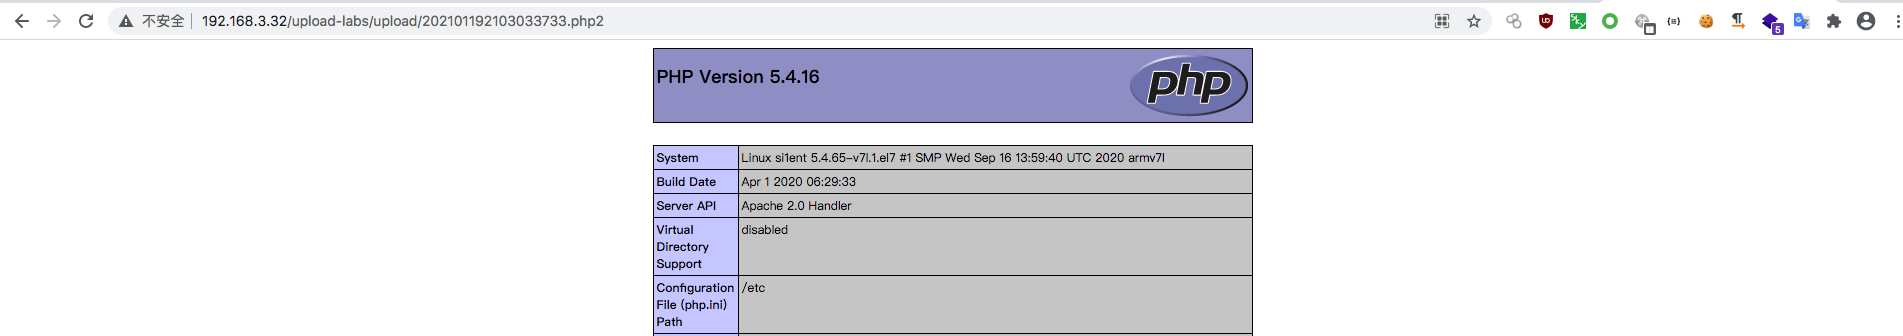 不安全
192.168.3.32/upload-labs/upload/202101192103033733.php2
5
PHP Version 5.4.16
php
System
Linux si1ent 5.4.65-v7l.1.el7 #1 SMP Wed Sep 16 13:59:40 UTC 2020 armv7l
Build Date
Apr 1 2020 06:29:33
Server API
Apache 2.0 Handler
Virtual
Directory
Support
disabled
Configuration
File (php.ini)
Path
/etc